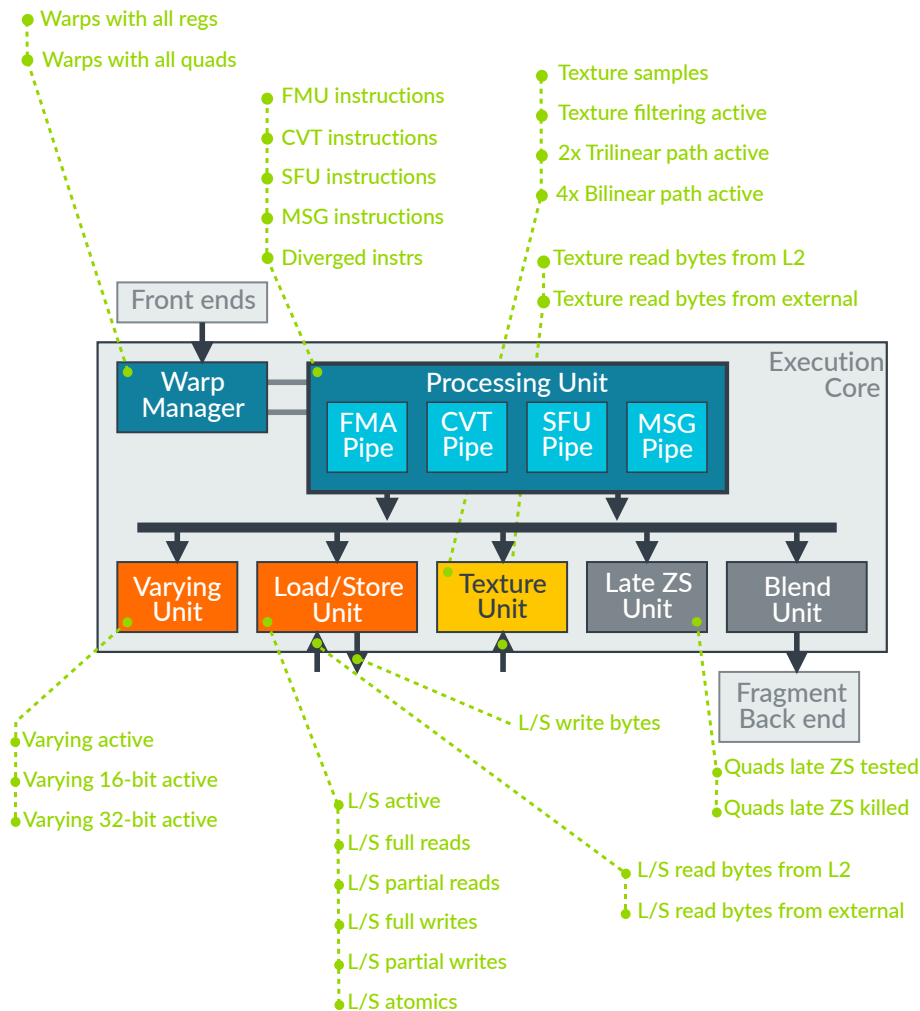 Warps with all regs
Warps with all quads
FMU instructions
CVT instructions
SFU instructions
MSG instructions
Diverged instrs
Texture samples
Texture filtering active
2x Trilinear path active
4x Bilinear path active
Texture read bytes from L2
Texture read bytes from external
Front ends
Execution
Core
Warp
Manager
Processing Unit
FMA
Pipe
CVT
Pipe
SFU
Pipe
MSG
Pipe
Varying
Unit
Load/Store
Unit
Texture
Unit
Late ZS
Unit
Blend
Unit
Fragment
Back end
L/S write bytes
Varying active
Varying 16-bit active
Varying 32-bit active
Quads late ZS tested
Quads late ZS killed
L/S active
L/S full reads
L/S partial reads
L/S full writes
L/S partial writes
L/S atomics
L/S read bytes from L2
L/S read bytes from external